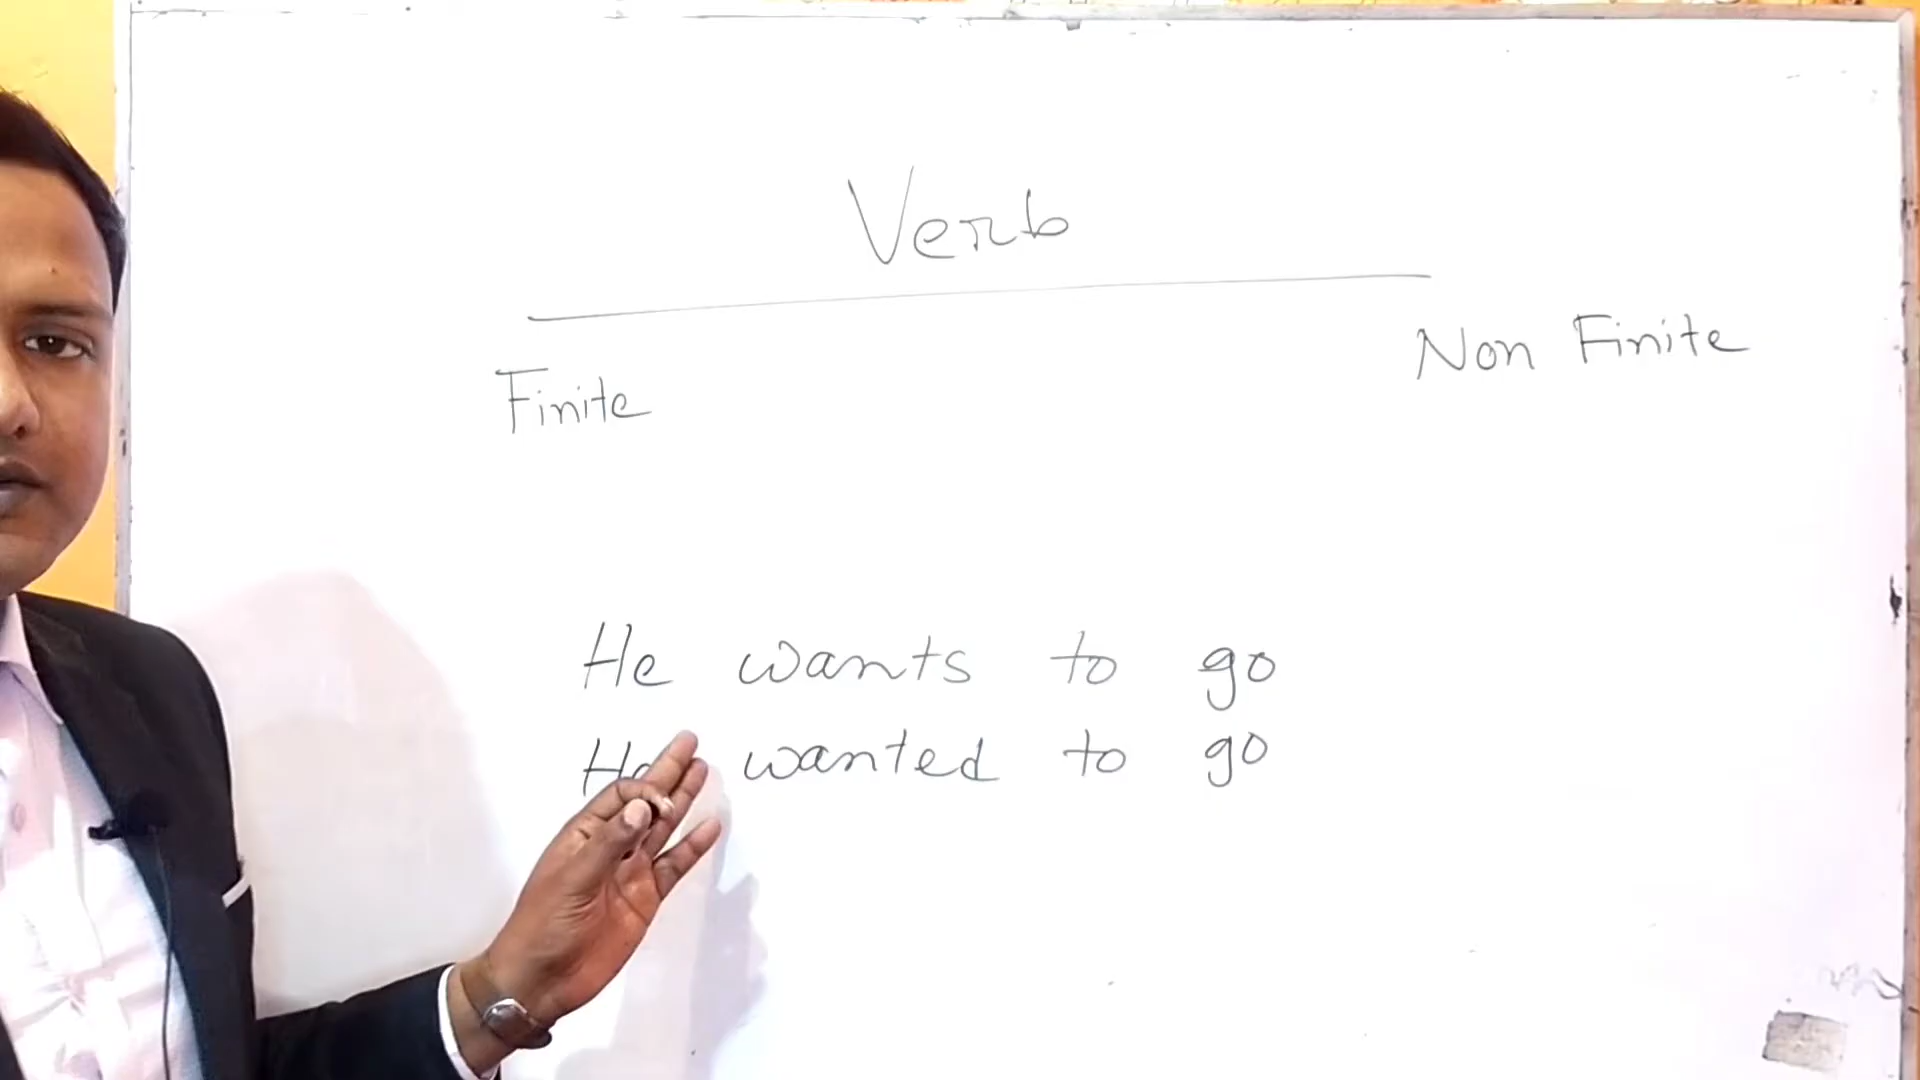 Verb
Finite
Non Finite
He wants to go
He wanted to go